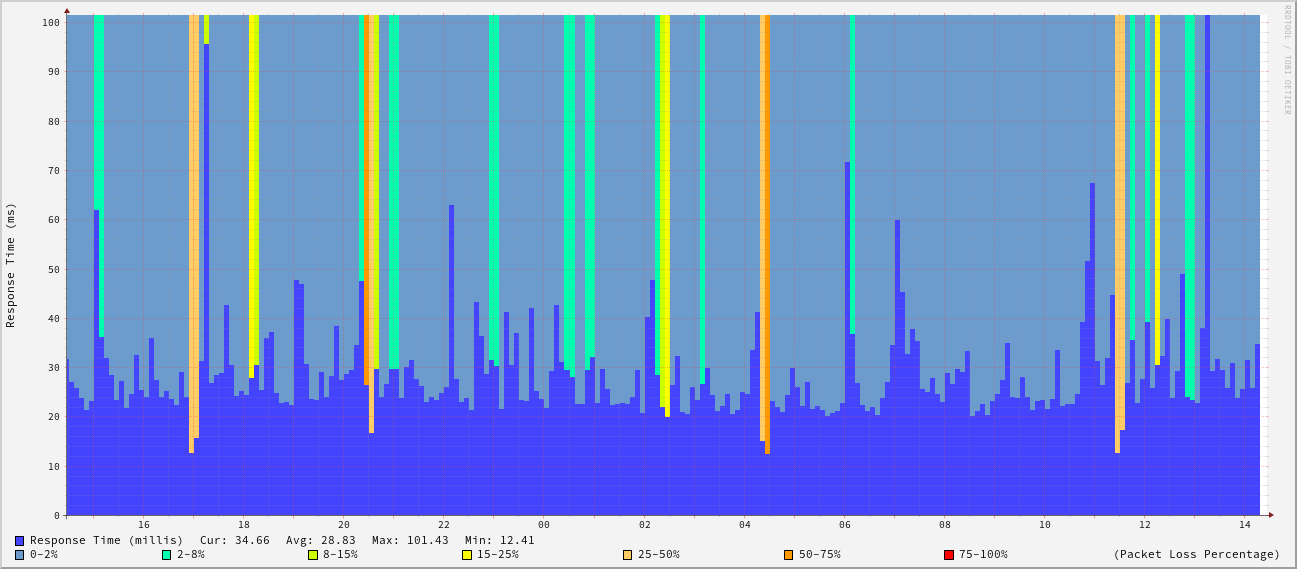 100
90
80
70
60
50
40
30
20
10
0
Response Time (ms)
RRDTOOL / TOBI OETIKER
16 18 20 22 00 02 04 06 08 10 12 14
Response Time (millis) Cur: 34.66 Avg: 28.83 Max: 101.43 Min: 12.41
0-2% 2-8% 8-15% 15-25% 25-50% 50-75% 75-100% (Packet Loss Percentage)